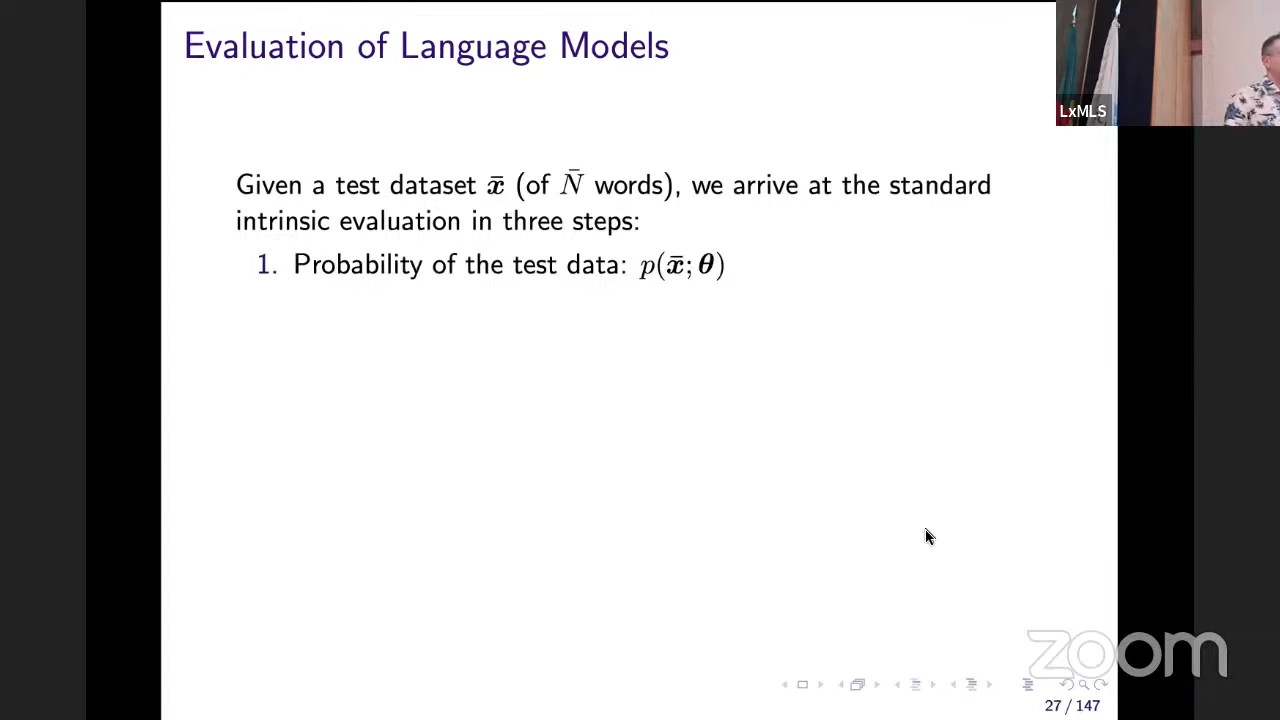 Evaluation of Language Models
LxMLS
Given a test dataset x̄ (of N̄ words), we arrive at the standard
intrinsic evaluation in three steps:
1. Probability of the test data: p(x̄; θ)
zoom
27 / 147